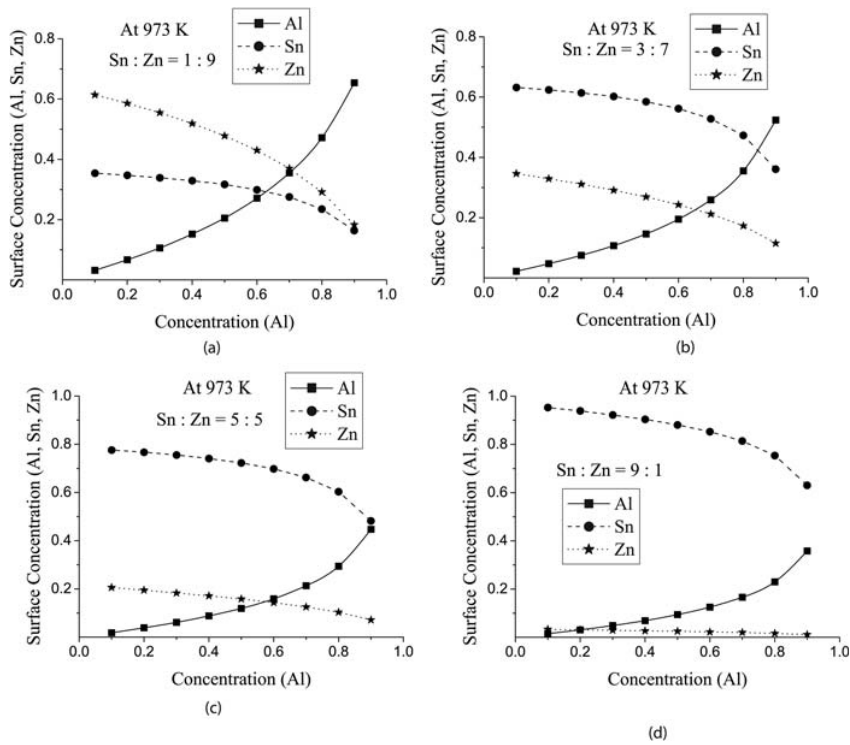 At 973 K
Sn : Zn = 1 : 9
Al
Sn
Zn
Surface Concentration (Al, Sn, Zn)
0.8
0.6
0.4
0.2
0.0 0.2 0.4 0.6 0.8 1.0
Concentration (Al)
(a)
At 973 K
Sn : Zn = 3 : 7
Al
Sn
Zn
Surface Concentration (Al, Sn, Zn)
0.8
0.6
0.4
0.2
0.0 0.2 0.4 0.6 0.8 1.0
Concentration (Al)
(b)
At 973 K
Sn : Zn = 5 : 5
Al
Sn
Zn
Surface Concentration (Al, Sn, Zn)
1.0
0.8
0.6
0.4
0.2
0.0 0.2 0.4 0.6 0.8 1.0
Concentration (Al)
(c)
At 973 K
Sn : Zn = 9 : 1
Al
Sn
Zn
Surface Concentration (Al, Sn, Zn)
1.0
0.8
0.6
0.4
0.2
0.0 0.2 0.4 0.6 0.8 1.0
Concentration (Al)
(d)